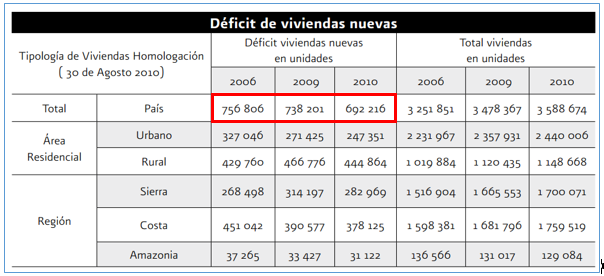 Déficit de viviendas nuevas
Tipología de Viviendas Homologación
( 30 de Agosto 2010)
Déficit viviendas nuevas
en unidades
Total viviendas
en unidades
2006 2009 2010 2006 2009 2010
Total País 756 806 738 201 692 216 3 251 851 3 478 367 3 588 674
Área
Residencial
Urbano 327 046 271 425 247 351 2 231 967 2 357 931 2 440 006
Rural 429 760 466 776 444 864 1 019 884 1 120 435 1 148 668
Región
Sierra 268 498 314 197 282 969 1 516 904 1 665 553 1 700 071
Costa 451 042 390 577 378 125 1 598 381 1 681 796 1 759 519
Amazonia 37 265 33 427 31 122 136 566 131 017 129 084